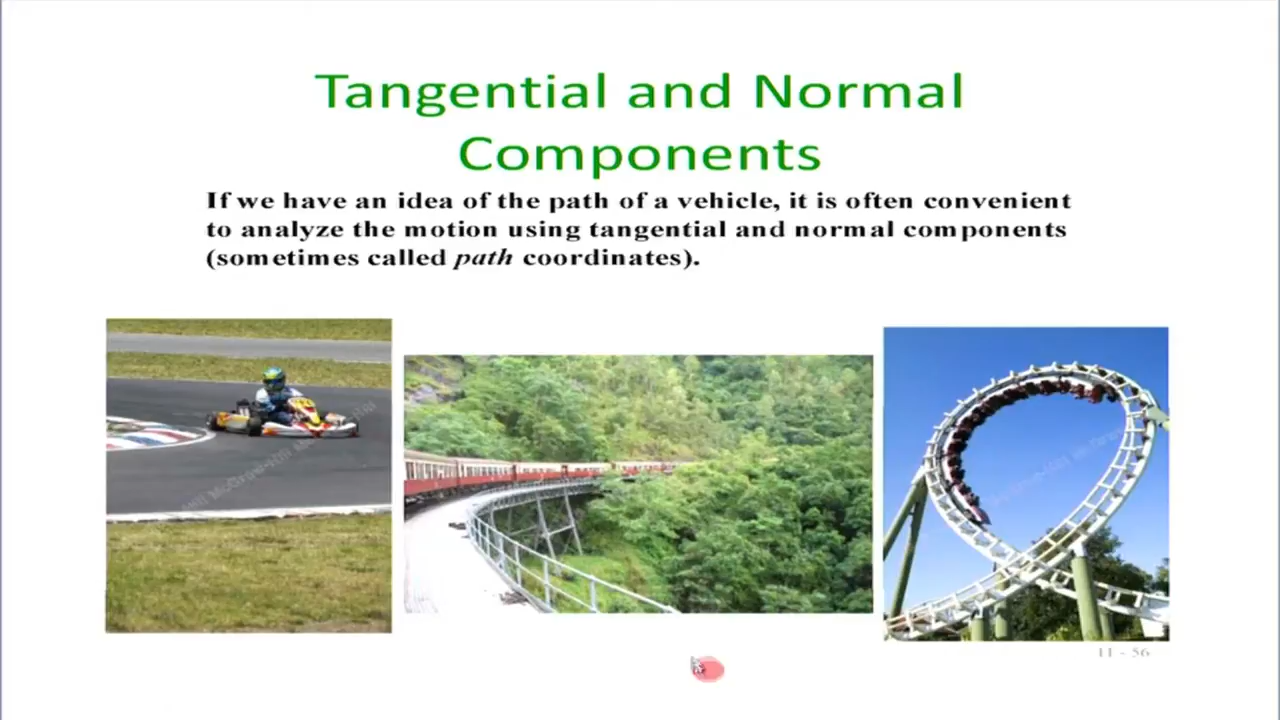 Tangential and Normal
Components
If we have an idea of the path of a vehicle, it is often convenient
to analyze the motion using tangential and normal components
(sometimes called path coordinates).
11 - 56